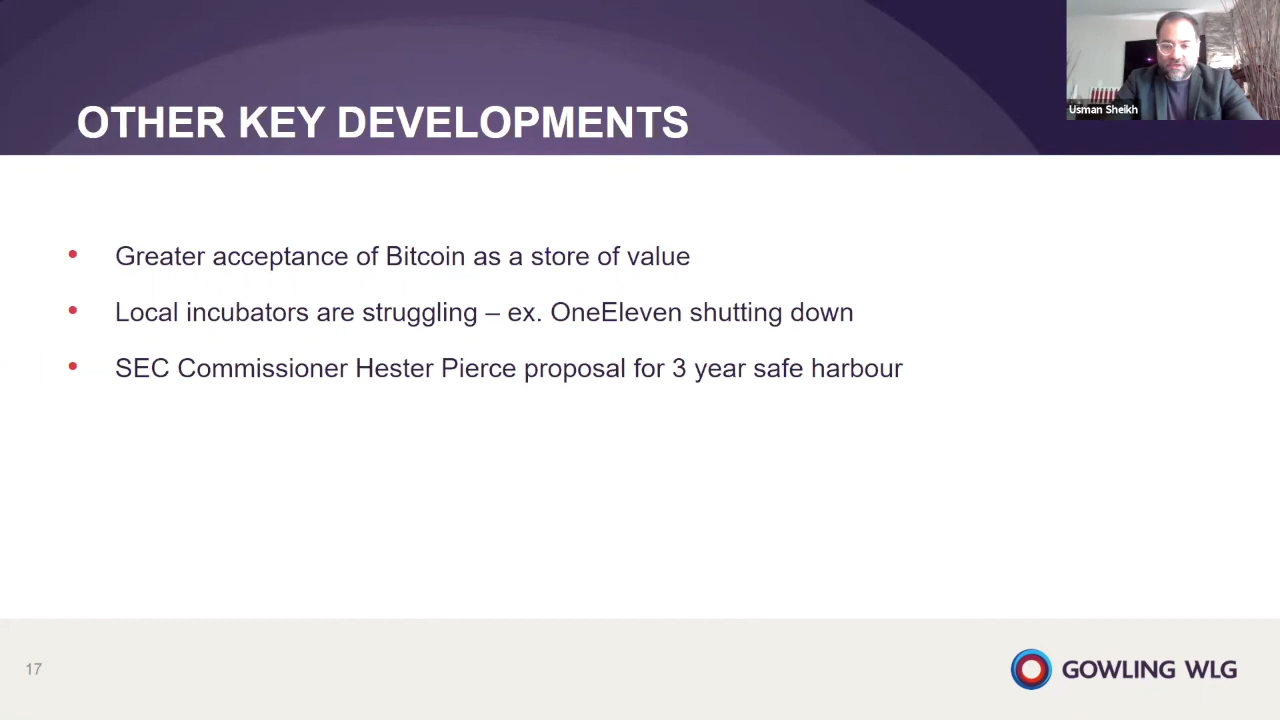 Usman Sheikh
OTHER KEY DEVELOPMENTS
• Greater acceptance of Bitcoin as a store of value
• Local incubators are struggling – ex. OneEleven shutting down
• SEC Commissioner Hester Pierce proposal for 3 year safe harbour
17
GOWLING WLG